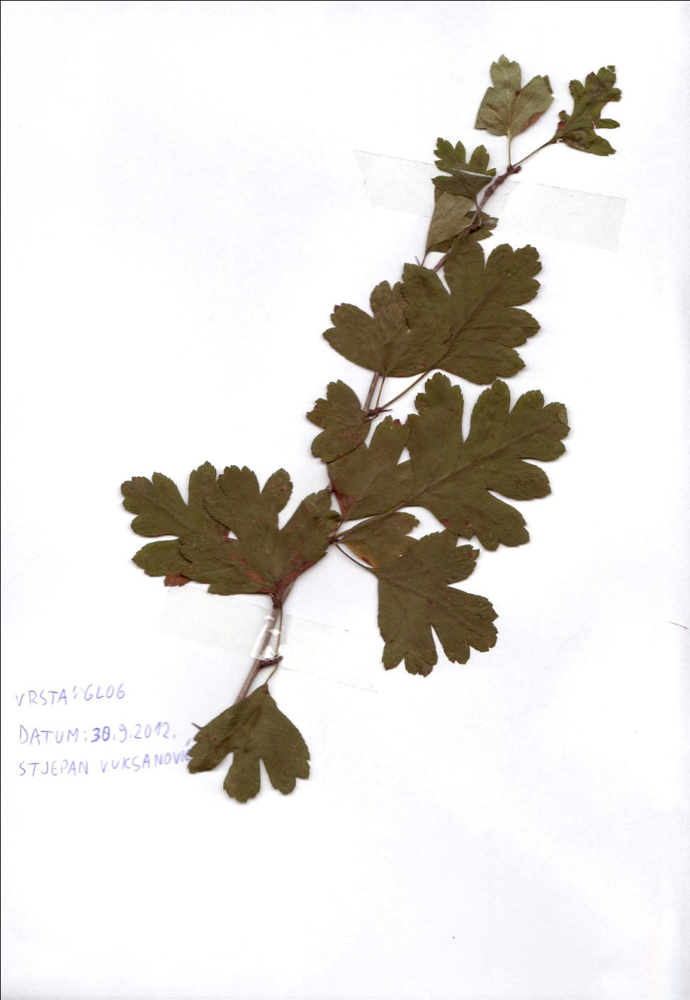 VRSTA: GLOG
DATUM: 30.9.2012.
STJEPAN VUKSANOVIĆ